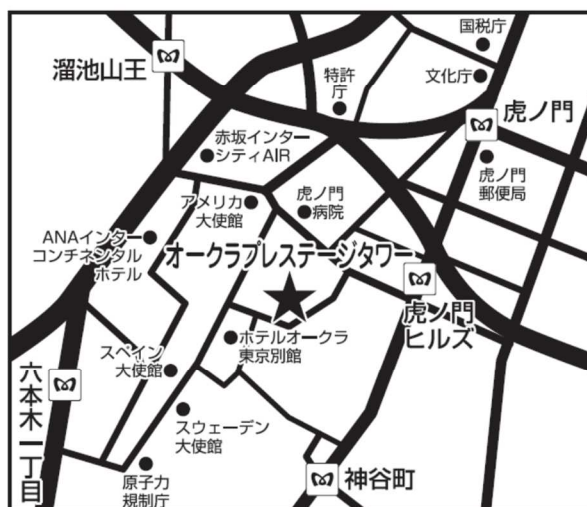 国税庁
文化庁
溜池山王
特許
庁
虎ノ門
赤坂インター
シティAIR
虎ノ門
郵便局
アメリカ
大使館
虎ノ門
病院
ANAインター
コンチネンタル
ホテル
オークラプレステージタワー
虎ノ門
ヒルズ
ホテルオークラ
東京別館
スペイン
大使館
六本木一丁目
スウェーデン
大使館
原子力
規制庁
神谷町